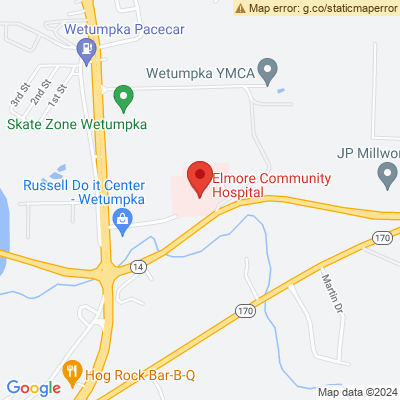 Map error: g.co/staticmaperror
Wetumpka Pacecar
Wetumpka YMCA
3rd St
2nd St
1st St
Skate Zone Wetumpka
JP Millwor
Elmore Community
Hospital
Russell Do it Center
- Wetumpka
14
170
170
Martin Dr
Hog Rock Bar-B-Q
Google
Map data ©2024